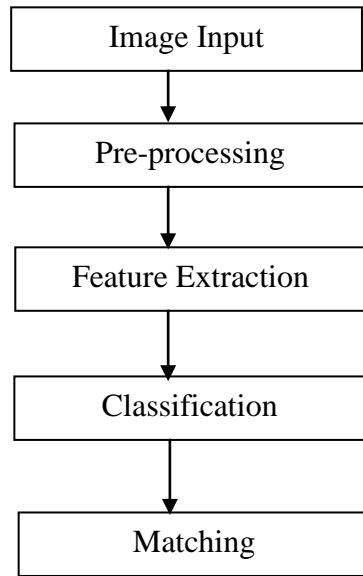 Image Input
Pre-processing
Feature Extraction
Classification
Matching